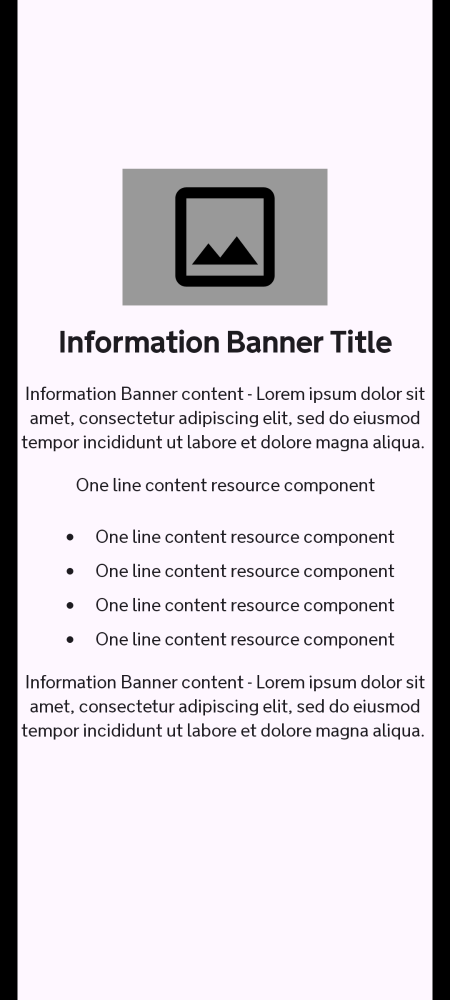 Information Banner Title
Information Banner content - Lorem ipsum dolor sit
amet, consectetur adipiscing elit, sed do eiusmod
tempor incididunt ut labore et dolore magna aliqua.
One line content resource component
• One line content resource component
• One line content resource component
• One line content resource component
• One line content resource component
Information Banner content - Lorem ipsum dolor sit
amet, consectetur adipiscing elit, sed do eiusmod
tempor incididunt ut labore et dolore magna aliqua.